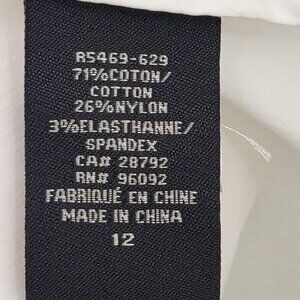 R5469-629
71%COTON/
COTTON
26%NYLON
3%ELASTHANNE/
SPANDEX
CA# 28792
RN# 96092
FABRIQUÉ EN CHINE
MADE IN CHINA
12